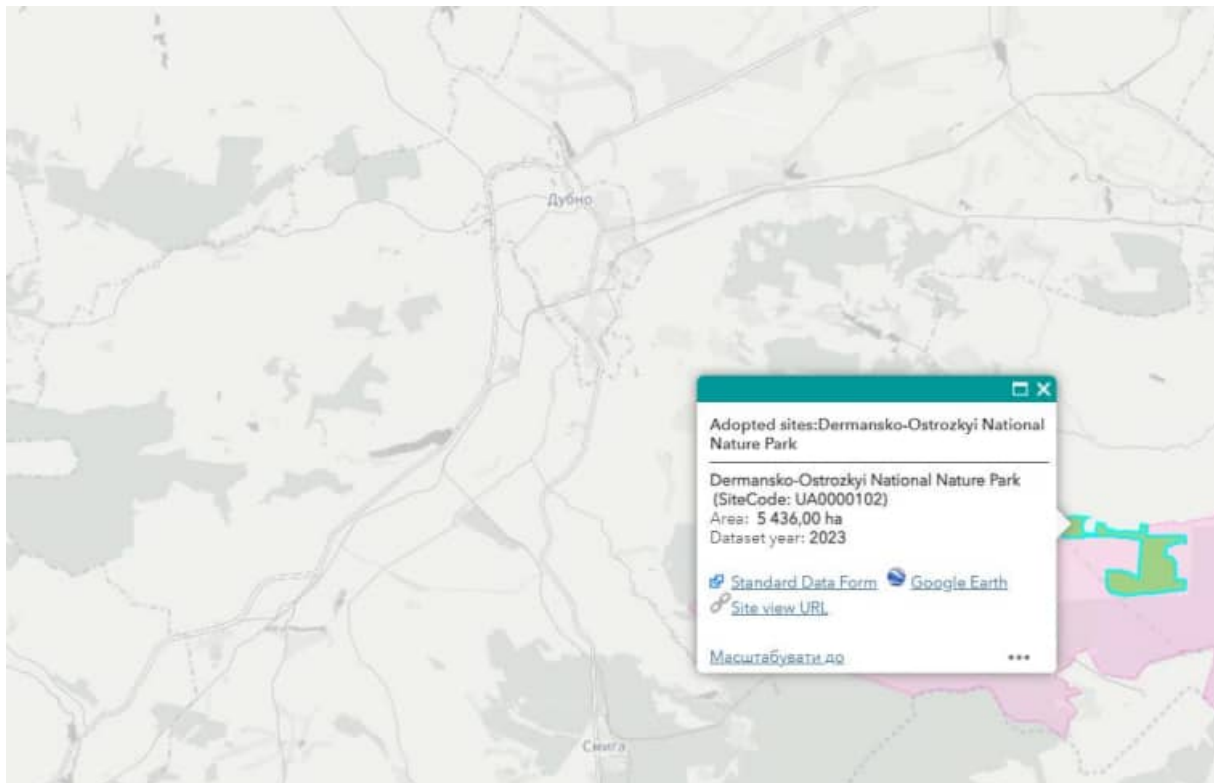 Дубно
Adopted sites:Dermansko-Ostrozkyi National
Nature Park
Dermansko-Ostrozkyi National Nature Park
(SiteCode: UA0000102)
Area: 5 436,00 ha
Dataset year: 2023
Standard Data Form Google Earth
Site view URL
Масштабувати до
Смига